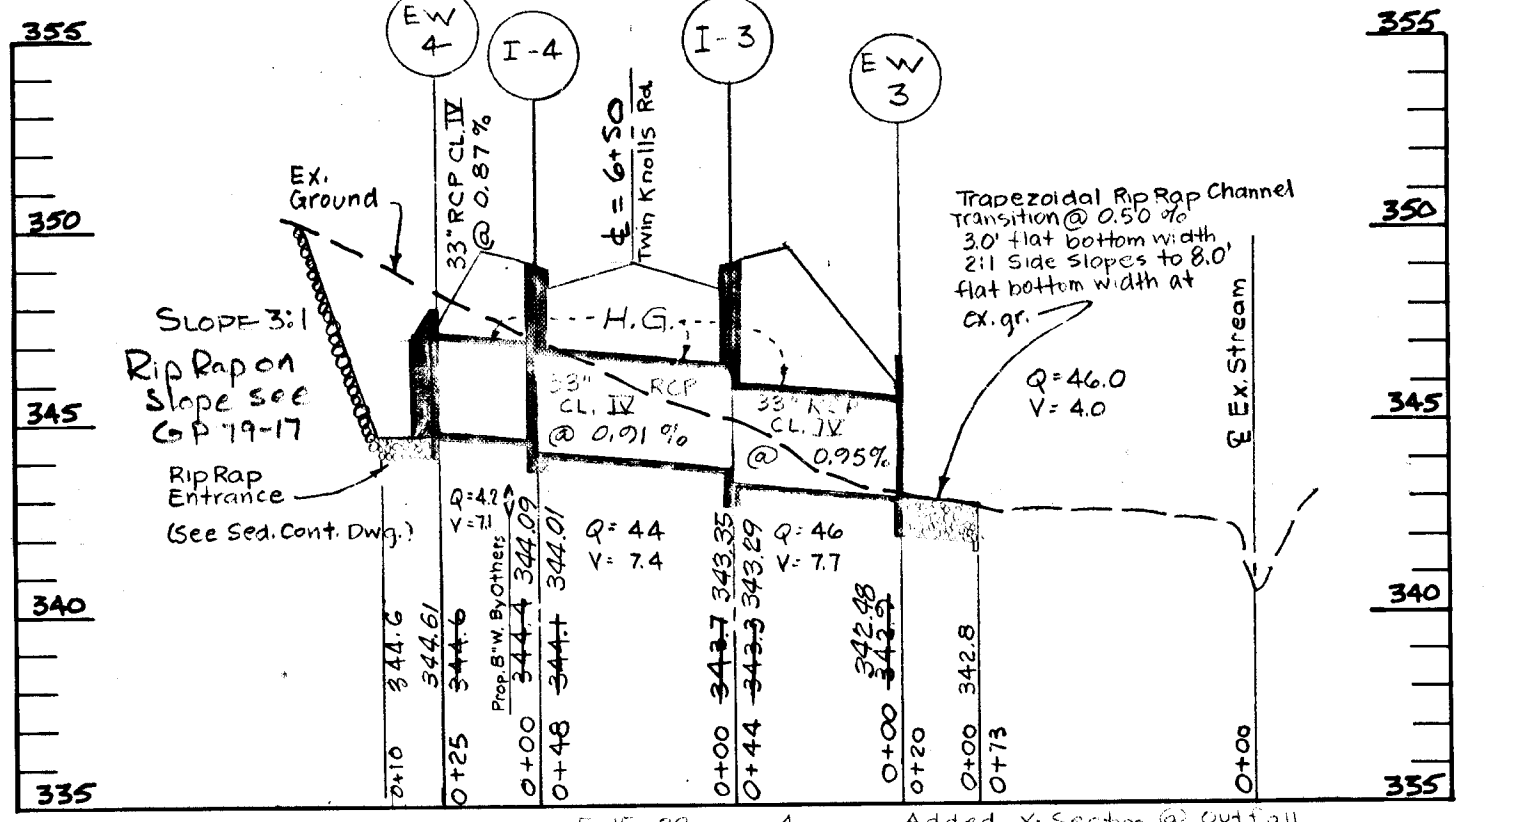 355
355
EW
4
I-4
I-3
EW
3
33" RCP CL. IV
@ 0.87%
℄ = 6+50
Twin Knolls Rd.
Ex.
Ground
350
350
Trapezoidal Rip Rap Channel
Transition @ 0.50 %
3.0' flat bottom width
2:1 Side Slopes to 8.0'
flat bottom width at
ex. gr.
℄ Ex. Stream
SLOPE 3:1
Rip Rap on
Slope see
GP 79-17
H.G.
33" RCP
CL. IV
@ 0.91 %
33" RCP
CL. IV
@ 0.95%
Q = 46.0
V = 4.0
345
345
Rip Rap
Entrance
(See Sed. Cont. Dwg.)
Q = 42
V = 7.1
Prop. 8" W. By Others
Q = 44
V = 7.4
Q = 46
V = 7.7
340
340
344.6
344.61
344.6
344.4 344.09
344.1 344.01
343.7 343.35
343.3 343.29
342.48
342.9
342.8
0+10
0+25
0+00
0+48
0+00
0+44
0+00
0+20
0+00
0+73
0+00
335
335
Added X-Section @ Outfall